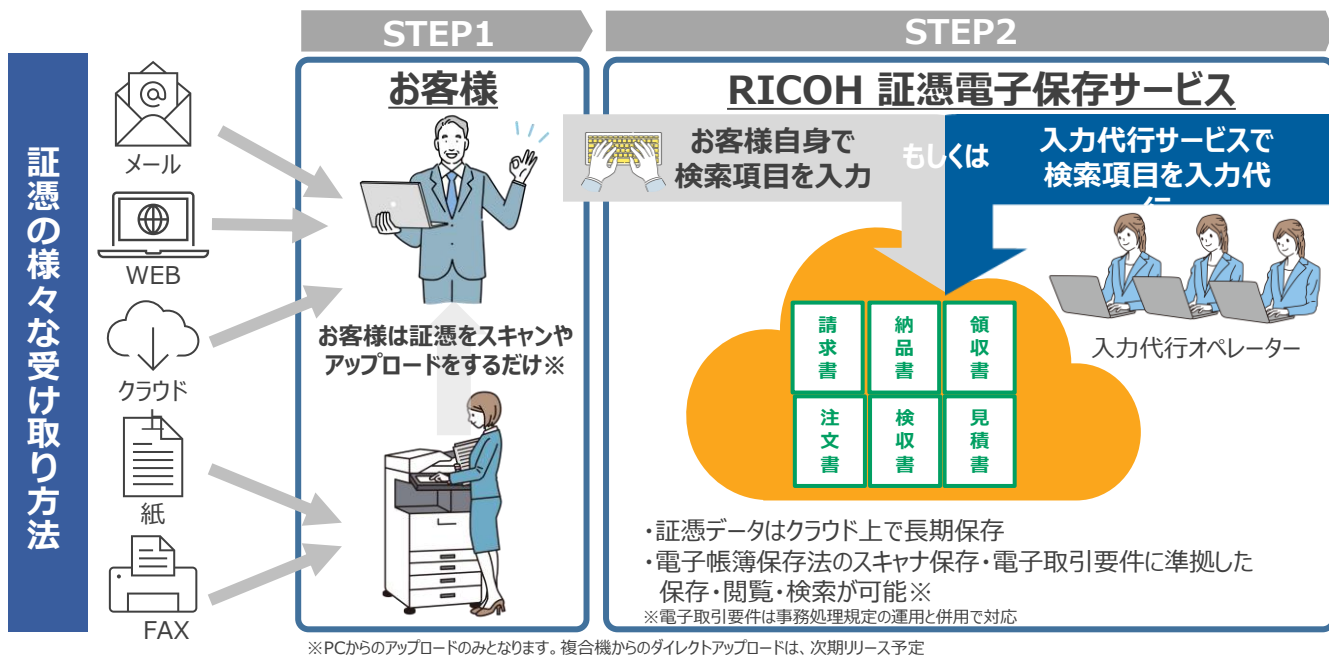 STEP1
STEP2
証憑の様々な受け取り方法
メール
WEB
クラウド
紙
FAX
お客様
お客様は証憑をスキャンや
アップロードをするだけ※
RICOH 証憑電子保存サービス
お客様自身で
検索項目を入力
もしくは
入力代行サービスで
検索項目を入力代
入力代行オペレーター
請求書
納品書
領収書
注文書
検収書
見積書
・証憑データはクラウド上で長期保存
・電子帳簿保存法のスキャナ保存・電子取引要件に準拠した
保存・閲覧・検索が可能※
※電子取引要件は事務処理規定の運用と併用で対応
※PCからのアップロードのみとなります。複合機からのダイレクトアップロードは、次期リリース予定